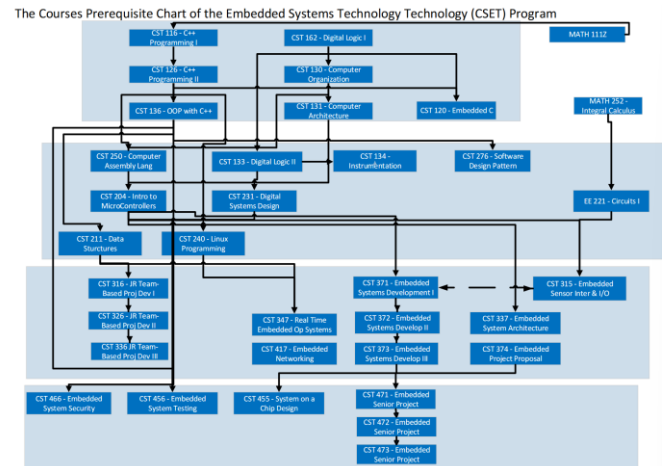 The Courses Prerequisite Chart of the Embedded Systems Technology Technology (CSET) Program
CST 116 - C++
Programming I
CST 162 - Digital Logic I
MATH 111Z
CST 126 - C++
Programming II
CST 130 - Computer
Organization
CST 136 - OOP with C++
CST 131 - Computer
Architecture
CST 120 - Embedded C
MATH 252 -
Integral Calculus
CST 250 - Computer
Assembly Lang
CST 133 - Digital Logic II
CST 134 -
Instrumentation
CST 276 - Software
Design Pattern
CST 204 - Intro to
MicroControllers
CST 231 - Digital
Systems Design
EE 221 - Circuits I
CST 211 - Data
Sturctures
CST 240 - Linux
Programming
CST 316 - JR Team-
Based Proj Dev I
CST 371 - Embedded
Systems Development I
CST 315 - Embedded
Sensor Inter & I/O
CST 326 - JR Team-
Based Proj Dev II
CST 347 - Real Time
Embedded Op Systems
CST 372 - Embedded
Systems Develop II
CST 337 - Embedded
System Architecture
CST 336 JR Team-
Based Proj Dev III
CST 417 - Embedded
Networking
CST 373 - Embedded
Systems Develop III
CST 374 - Embedded
Project Proposal
CST 466 - Embedded
System Security
CST 456 - Embedded
System Testing
CST 455 - System on a
Chip Design
CST 471 - Embedded
Senior Project
CST 472 - Embedded
Senior Project
CST 473 - Embedded
Senior Project